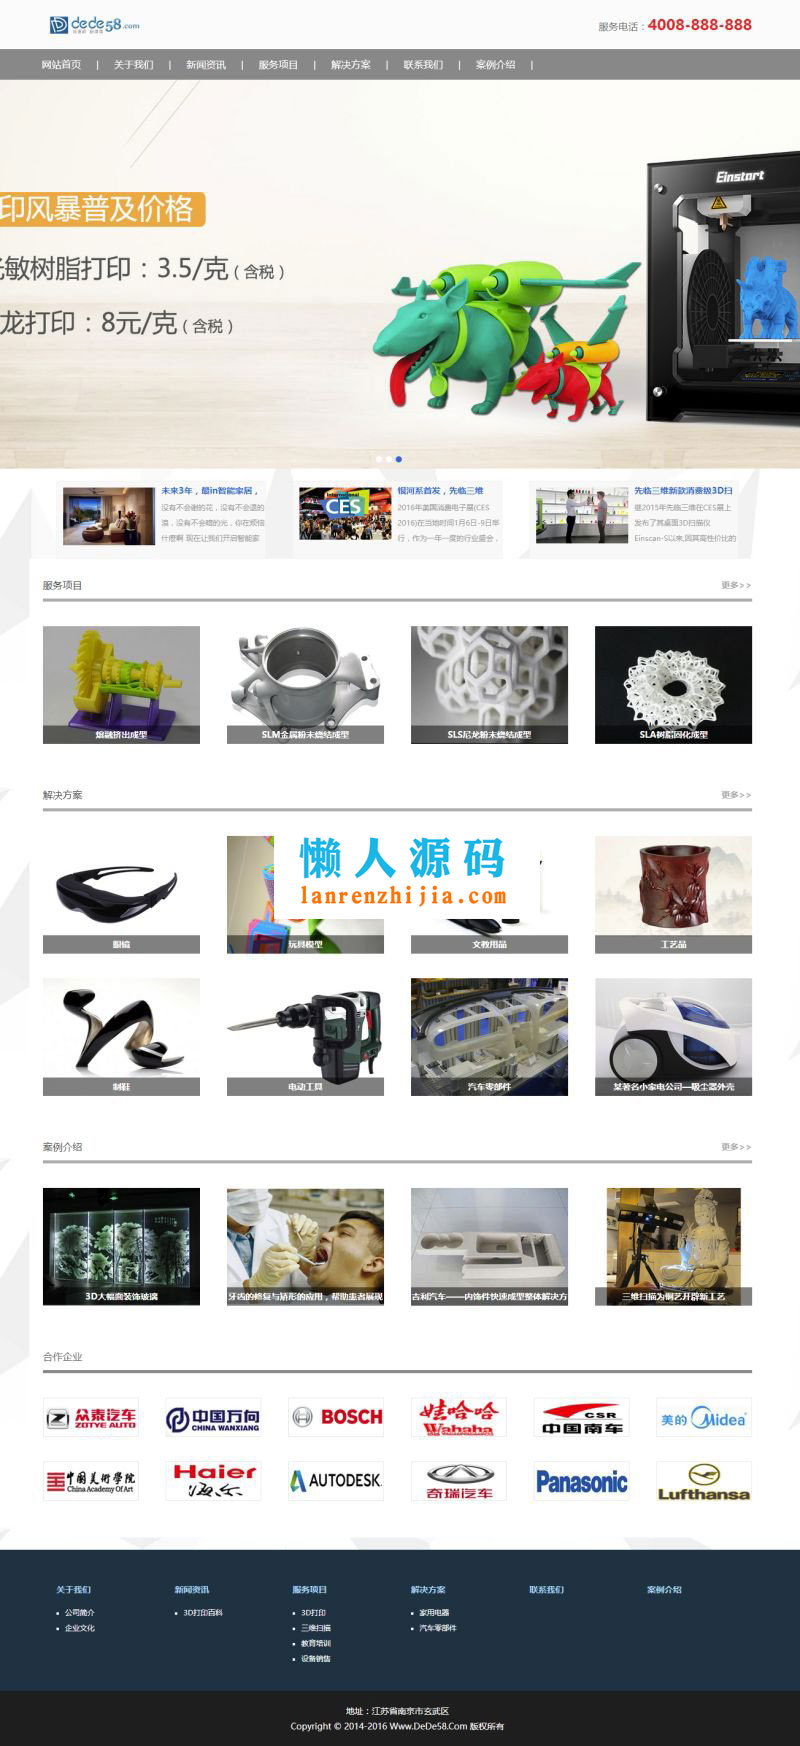 dede58.com
服务电话：4008-888-888
网站首页 | 关于我们 | 新闻资讯 | 服务项目 | 解决方案 | 联系我们 | 案例介绍 |
印风暴普及价格
Einstart
光敏树脂打印：3.5/克（含税）
龙打印：8元/克（含税）
未来3年，最in智能家居，
没有不会谢的花，没有不会退的
浪，没有不会暗的光，你在烦恼
什麽啊 现在让我们开启智能家
CES
银河系首发，先临三维
2016年美国消费电子展(CES
2016)在当地时间1月6日-9日举
行，作为一年一度的行业盛会，
先临三维新款消费级3D扫
继2015年先临三维在CES展上
发布了其桌面3D扫描仪
Einscan-S以来,因其高性价比的
服务项目
更多>>
熔融挤出成型
SLM金属粉末烧结成型
SLS尼龙粉末烧结成型
SLA树脂固化成型
解决方案
更多>>
懒人源码
lanrenzhijia.com
眼镜
玩具模型
文教用品
工艺品
制鞋
电动工具
汽车零部件
某著名小家电公司—吸尘器外壳
案例介绍
更多>>
3D大幅面装饰玻璃
牙齿的修复与矫形的应用，帮助患者展现
吉利汽车——内饰件快速成型整体解决方
三维扫描为铜艺开辟新工艺
合作企业
众泰汽车
ZOTYE AUTO
中国万向
CHINA WANXIANG
BOSCH
娃哈哈
Wahaha
CSR
中国南车
美的 Midea
中国美術學院
China Academy Of Art
Haier
海尔
AUTODESK
奇瑞汽车
Panasonic
Lufthansa
关于我们
公司简介
企业文化
新闻资讯
3D打印百科
服务项目
3D打印
三维扫描
教育培训
设备销售
解决方案
家用电器
汽车零部件
联系我们
案例介绍
地址：江苏省南京市玄武区
Copyright © 2014-2016 Www.DeDe58.Com 版权所有